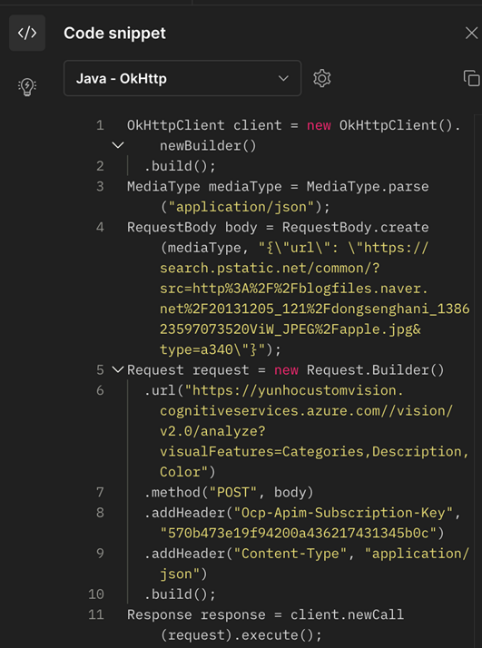 Code snippet
Java - OkHttp
1 OkHttpClient client = new OkHttpClient().
newBuilder()
2 .build();
3 MediaType mediaType = MediaType.parse
("application/json");
4 RequestBody body = RequestBody.create
(mediaType, "{\"url\": \"https://
search.pstatic.net/common/?
src=http%3A%2F%2Fblogfiles.naver.
net%2F20131205_121%2Fdongsenghani_1386
23597073520ViW_JPEG%2Fapple.jpg&
type=a340\"}");
5 Request request = new Request.Builder()
6 .url("https://yunhocustomvision.
cognitiveservices.azure.com//vision/
v2.0/analyze?
visualFeatures=Categories,Description,
Color")
7 .method("POST", body)
8 .addHeader("Ocp-Apim-Subscription-Key",
"570b473e19f94200a436217431345b0c")
9 .addHeader("Content-Type", "application/
json")
10 .build();
11 Response response = client.newCall
(request).execute();